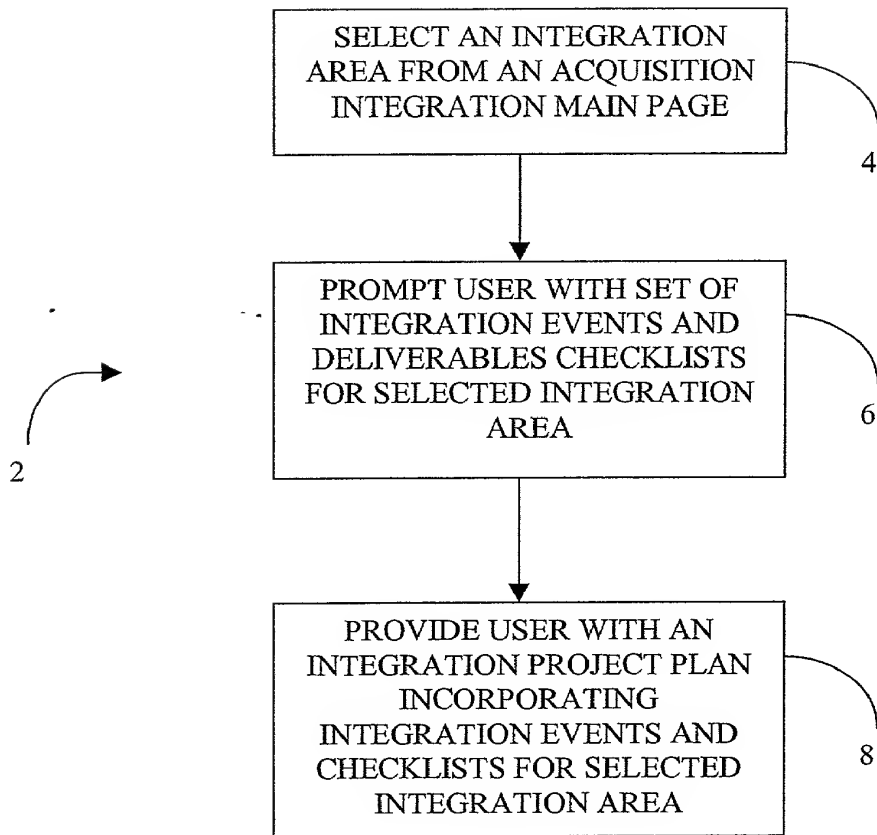 SELECT AN INTEGRATION
AREA FROM AN ACQUISITION
INTEGRATION MAIN PAGE
4
PROMPT USER WITH SET OF
INTEGRATION EVENTS AND
DELIVERABLES CHECKLISTS
FOR SELECTED INTEGRATION
AREA
6
2
PROVIDE USER WITH AN
INTEGRATION PROJECT PLAN
INCORPORATING
INTEGRATION EVENTS AND
CHECKLISTS FOR SELECTED
INTEGRATION AREA
8